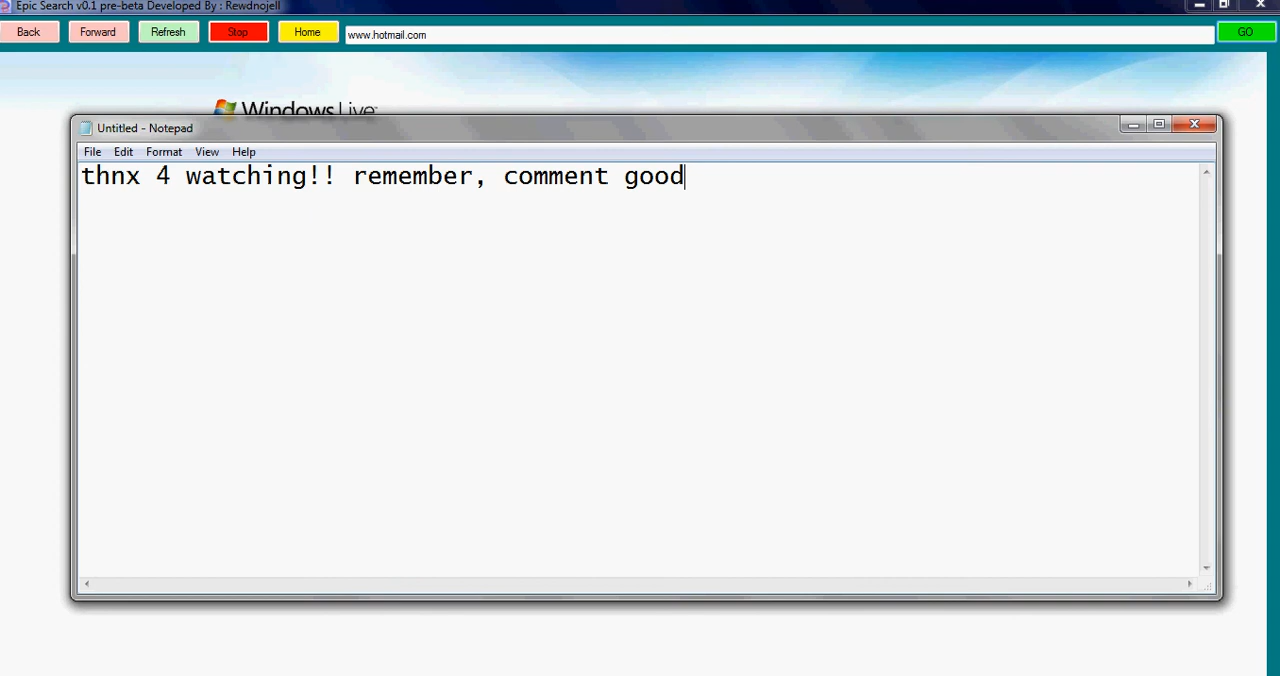 Epic Search v0.1 pre-beta Developed By : Rewdnojell
Back Forward Refresh Stop Home www.hotmail.com GO
Windows Live
Untitled - Notepad
File Edit Format View Help
thnx 4 watching!! remember, comment good